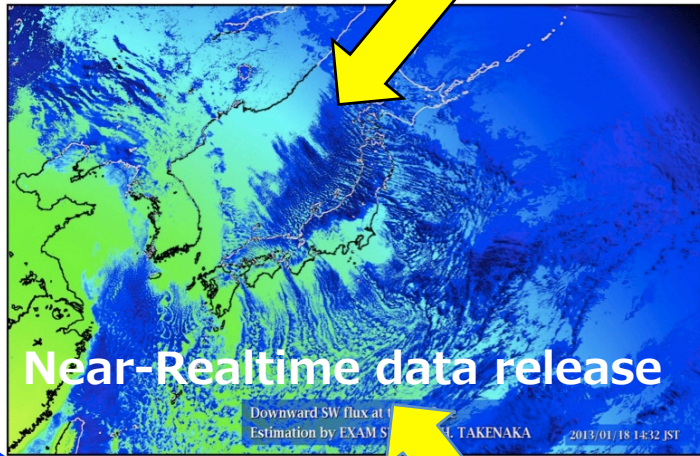 Near-Realtime data release
Downward SW flux at
Estimation by EXAM H. TAKENAKA 2013/01/18 14:32 JST